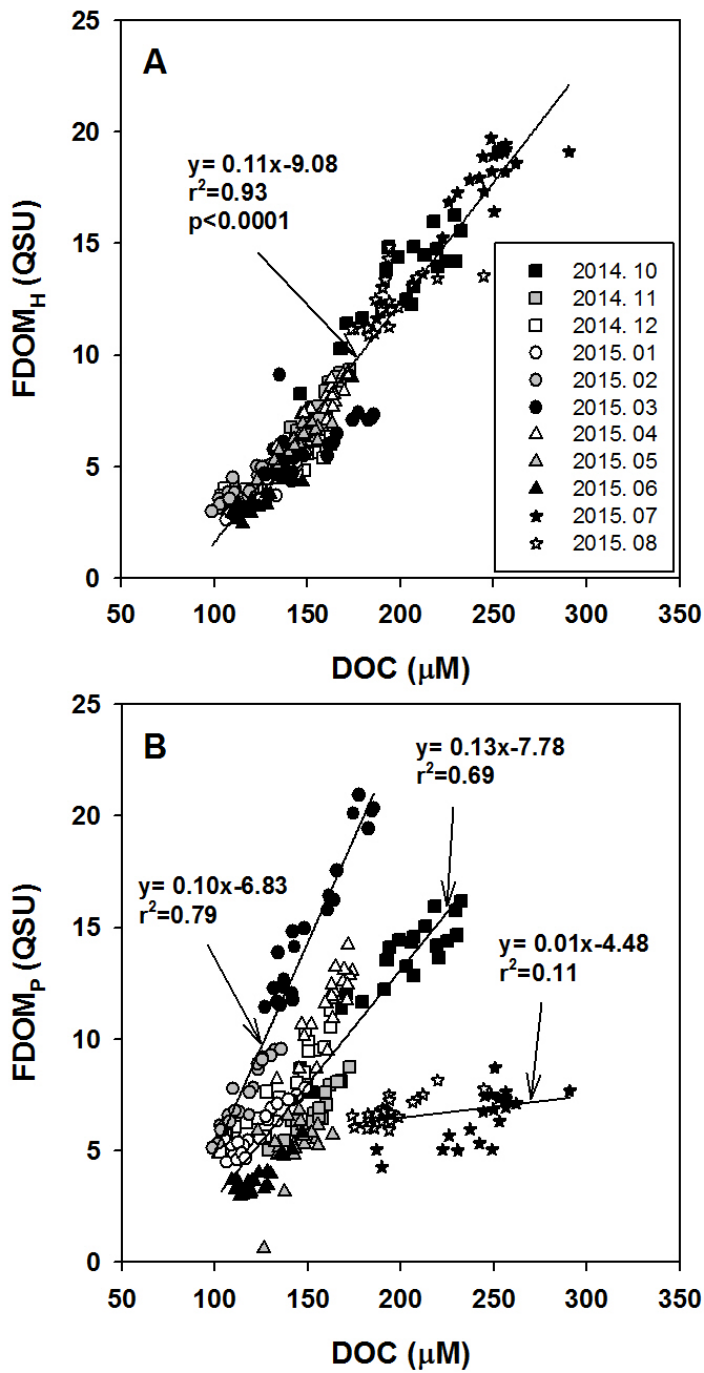 25
20
15
10
5
0
FDOM_H (QSU)
A
y= 0.11x-9.08
r²=0.93
p<0.0001
2014. 10
2014. 11
2014. 12
2015. 01
2015. 02
2015. 03
2015. 04
2015. 05
2015. 06
2015. 07
2015. 08
50 100 150 200 250 300 350
DOC (μM)
25
20
15
10
5
0
FDOM_P (QSU)
B
y= 0.13x-7.78
r²=0.69
y= 0.10x-6.83
r²=0.79
y= 0.01x-4.48
r²=0.11
50 100 150 200 250 300 350
DOC (μM)